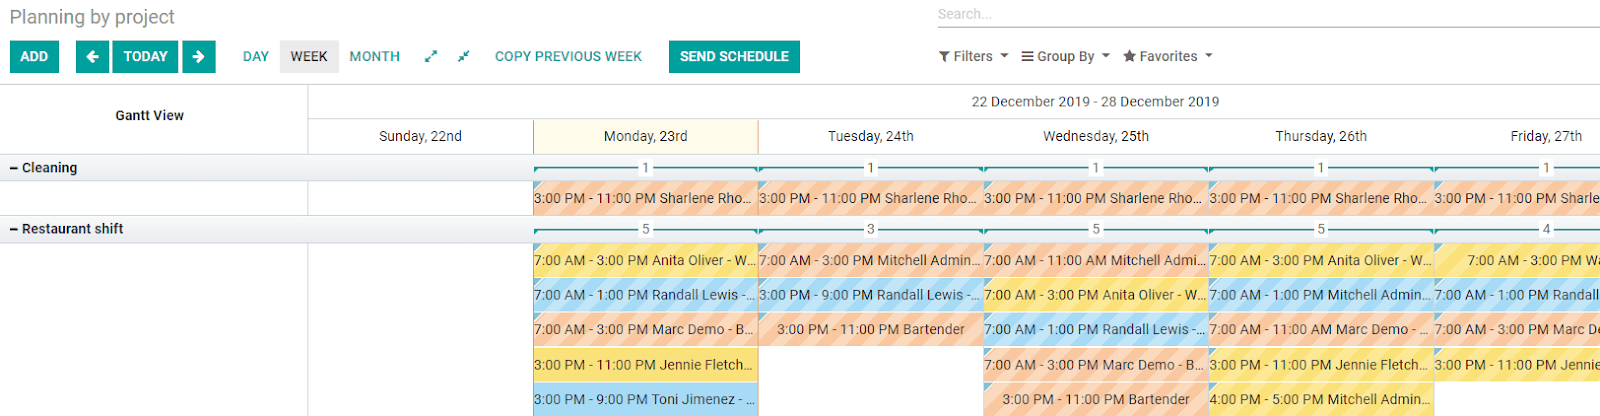 Planning by project
Search...
ADD TODAY DAY WEEK MONTH COPY PREVIOUS WEEK SEND SCHEDULE Filters Group By Favorites
Gantt View
22 December 2019 - 28 December 2019
Sunday, 22nd Monday, 23rd Tuesday, 24th Wednesday, 25th Thursday, 26th Friday, 27th
Cleaning 1 1 1 1 1
3:00 PM - 11:00 PM Sharlene Rho... 3:00 PM - 11:00 PM Sharlene Rho... 3:00 PM - 11:00 PM Sharlene Rho... 3:00 PM - 11:00 PM Sharlene Rho... 3:00 PM - 11:00 PM Sharle
Restaurant shift 5 3 5 5 4
7:00 AM - 3:00 PM Anita Oliver - W... 7:00 AM - 3:00 PM Mitchell Admin... 7:00 AM - 11:00 AM Mitchell Admi... 7:00 AM - 3:00 PM Anita Oliver - W... 7:00 AM - 3:00 PM Wa
7:00 AM - 1:00 PM Randall Lewis -... 3:00 PM - 9:00 PM Randall Lewis -... 7:00 AM - 3:00 PM Anita Oliver - W... 7:00 AM - 1:00 PM Mitchell Admin... 7:00 AM - 1:00 PM Randall
7:00 AM - 3:00 PM Marc Demo - B... 3:00 PM - 11:00 PM Bartender 7:00 AM - 1:00 PM Randall Lewis -... 7:00 AM - 11:00 AM Marc Demo - ... 7:00 AM - 3:00 PM Marc D
3:00 PM - 11:00 PM Jennie Fletch... 7:00 AM - 3:00 PM Marc Demo - B... 3:00 PM - 11:00 PM Jennie Fletch... 3:00 PM - 11:00 PM Jennie
3:00 PM - 9:00 PM Toni Jimenez - ... 3:00 PM - 11:00 PM Bartender 4:00 PM - 5:00 PM Mitchell Admin...